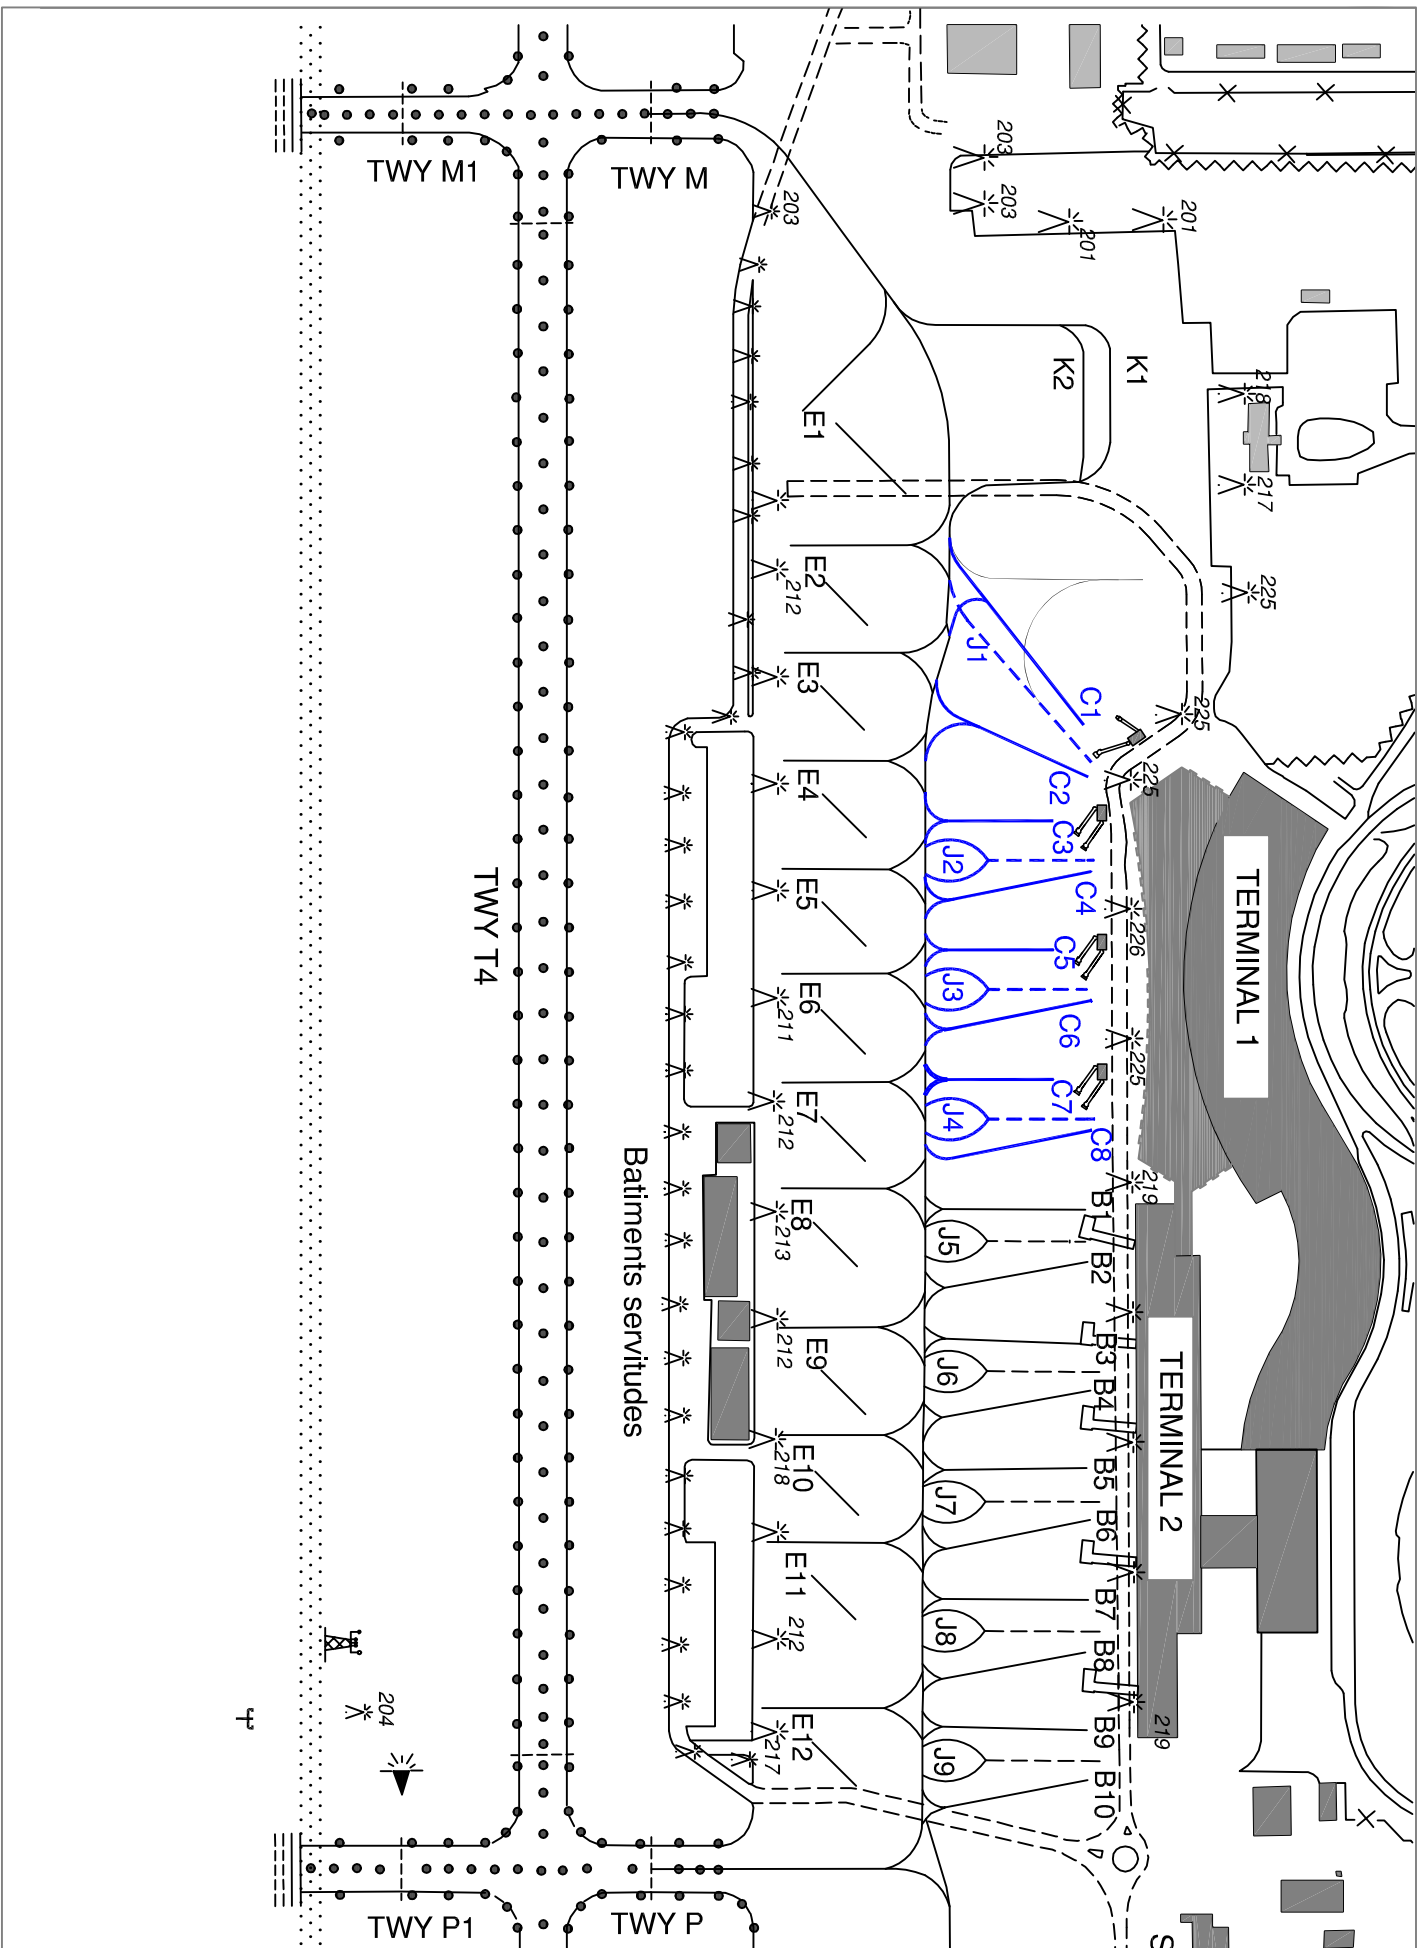 TWY M1
TWY M
203
203
203
201
201
K1
K2
218
217
E1
225
E2
212
J1
E3
C1
225
225
E4
C2
C3
J2
C4
E5
226
TERMINAL 1
TWY T4
C5
J3
C6
E6
211
225
E7
212
C7
J4
C8
219
Batiments servitudes
E8
213
B1
J5
B2
E9
212
B3
J6
B4
TERMINAL 2
E10
218
B5
J7
B6
E11
212
B7
J8
B8
204
E12
217
219
B9
J9
B10
TWY P1
TWY P
S